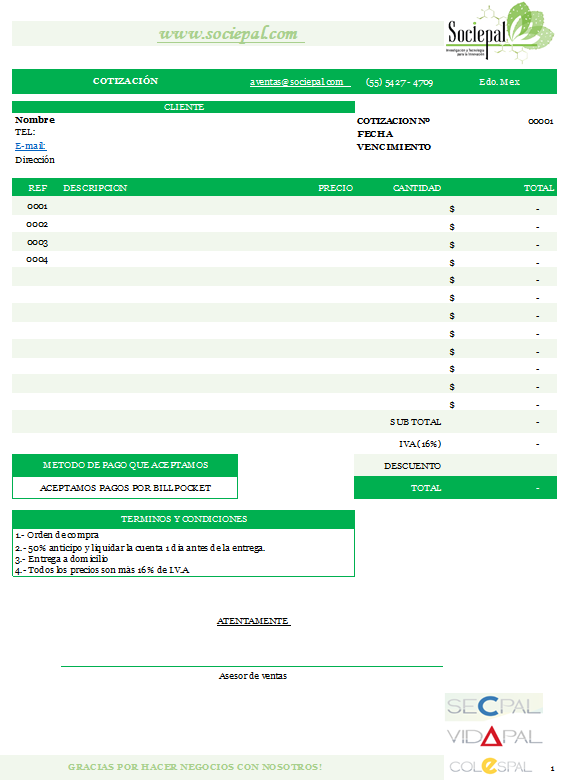 www.sociepal.com
Sociepal
Investigación y Tecnología
para la Innovación
COTIZACIÓN aventas@sociepal.com (55) 5427 - 4709 Edo. Mex
CLIENTE
Nombre
TEL:
E-mail:
Dirección
COTIZACION Nº 00001
FECHA
VENCIMIENTO
REF DESCRIPCION PRECIO CANTIDAD TOTAL
0001 $ -
0002 $ -
0003 $ -
0004 $ -
$ -
$ -
$ -
$ -
$ -
$ -
$ -
$ -
SUB TOTAL -
IVA (16%) -
METODO DE PAGO QUE ACEPTAMOS DESCUENTO
ACEPTAMOS PAGOS POR BILLPOCKET TOTAL -
TERMINOS Y CONDICIONES
1.- Orden de compra
2.- 50% anticipo y liquidar la cuenta 1 dia antes de la entrega.
3.- Entrega a domicilio
4.- Todos los precios son más 16% de I.V.A.
ATENTAMENTE
Asesor de ventas
SECPAL
VIDAPAL
COLESPAL
GRACIAS POR HACER NEGOCIOS CON NOSOTROS! 1